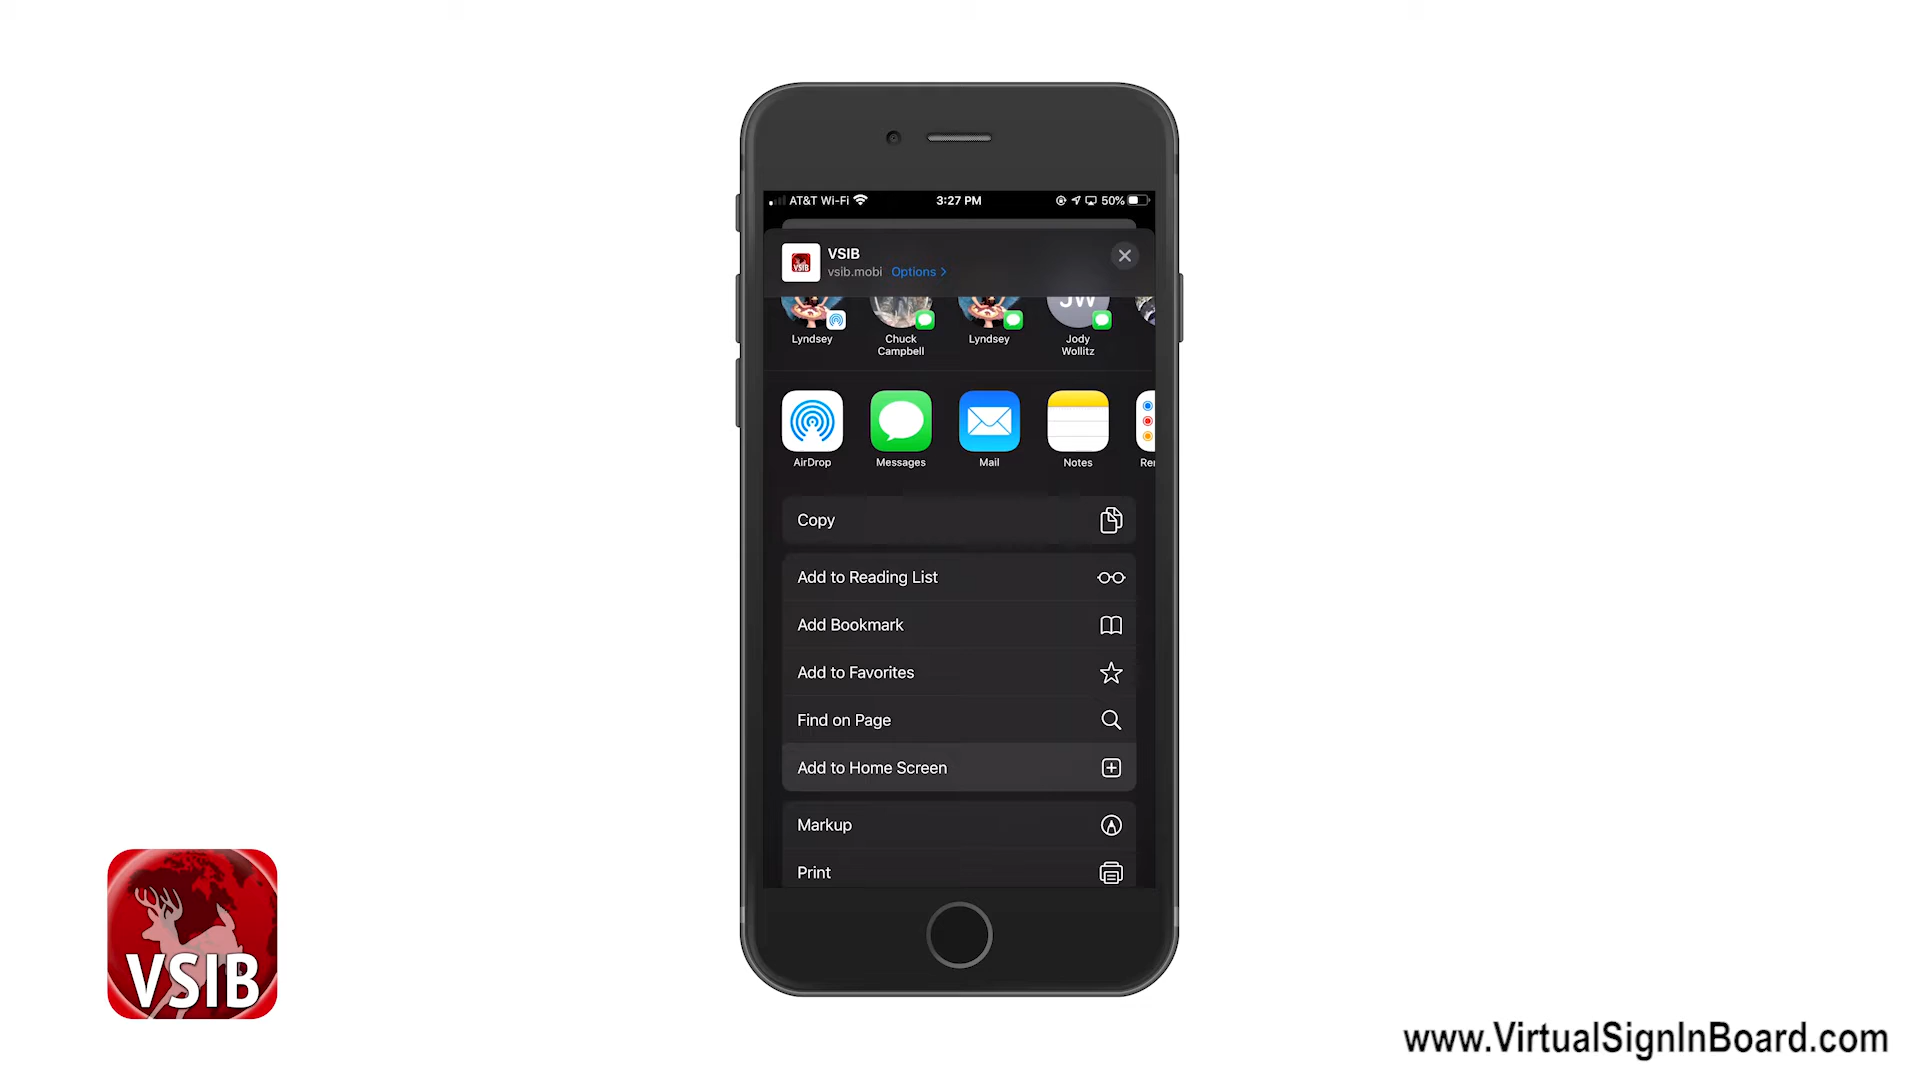 AT&T Wi-Fi 3:27 PM 50%
VSIB
vsib.mobi Options >
JW
Lyndsey Chuck Campbell Lyndsey Jody Wollitz
AirDrop Messages Mail Notes
Copy
Add to Reading List
Add Bookmark
Add to Favorites
Find on Page
Add to Home Screen
Markup
Print
VSIB
www.VirtualSignInBoard.com